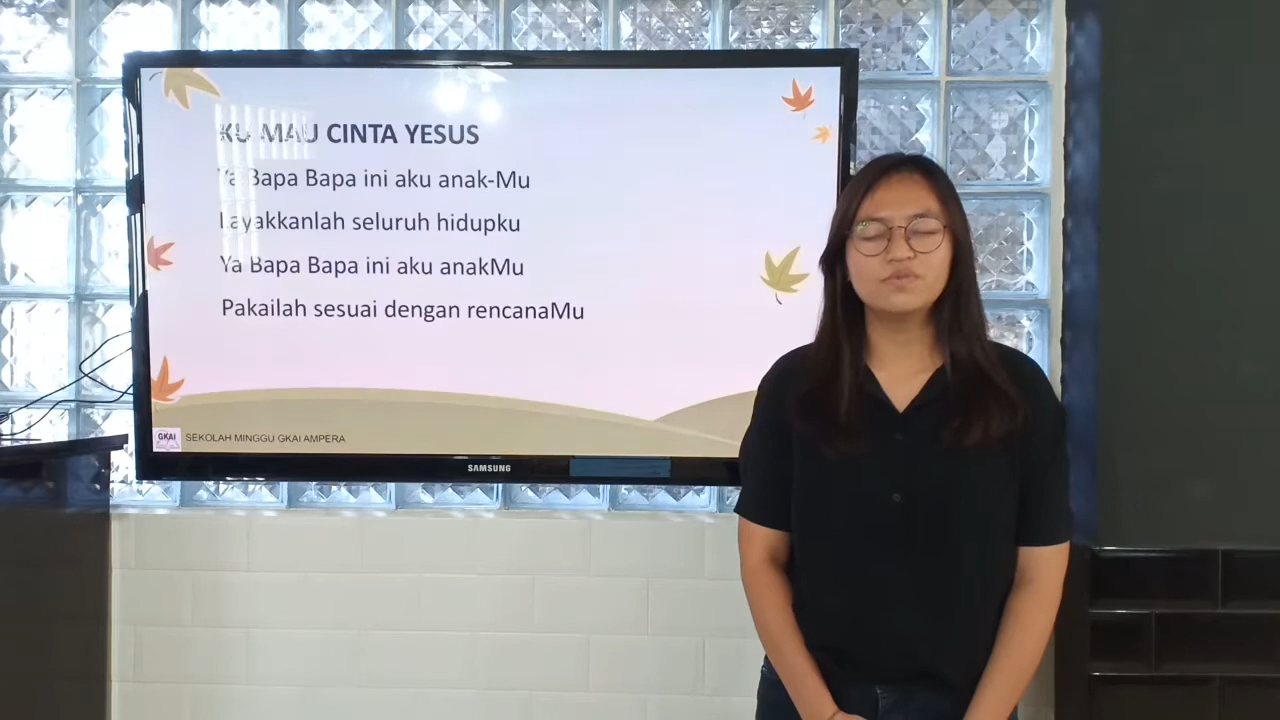 KU MAU CINTA YESUS
Ya Bapa Bapa ini aku anak-Mu
Layakkanlah seluruh hidupku
Ya Bapa Bapa ini aku anakMu
Pakailah sesuai dengan rencanaMu
GKAI
SEKOLAH MINGGU GKAI AMPERA
SAMSUNG